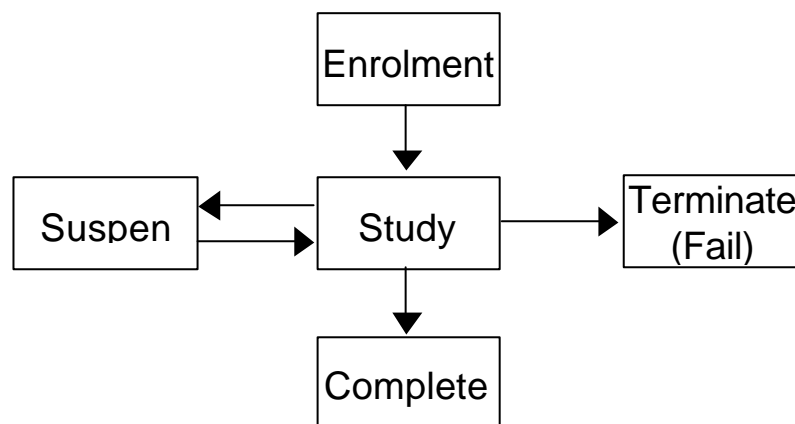 Enrolment
Suspen
Study
Terminate
(Fail)
Complete